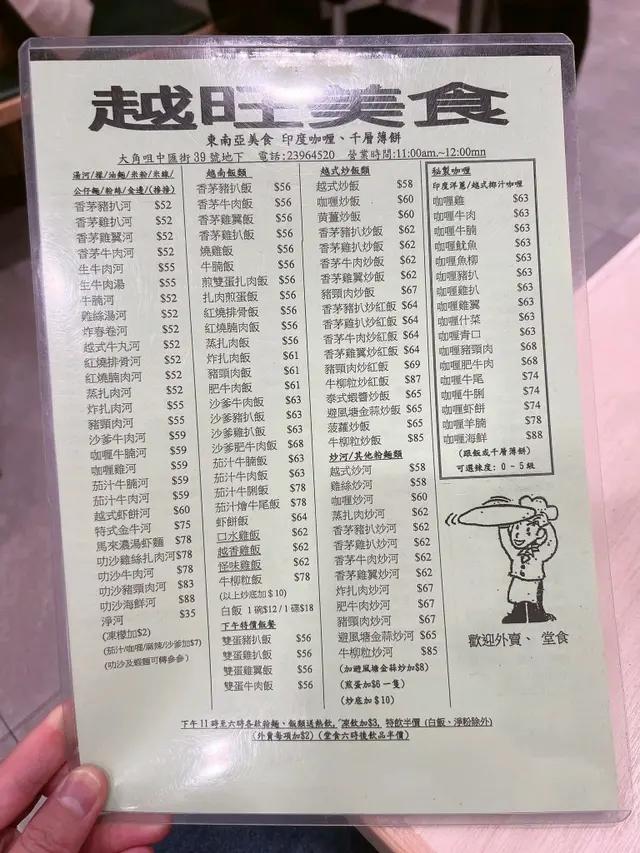 越旺美食
東南亞美食 印度咖喱、千層薄餅
大角咀中匯街39號地下 電話:23964520 營業時間:11:00am.~12:00mn
湯河/檬/油麵/米粉/米線/
公仔麵/粉絲/金邊/(撈撈)
香茅豬扒河 $52
香茅雞扒河 $52
香茅雞翼河 $52
香茅牛肉河 $52
生牛肉河 $55
生牛肉湯 $55
牛腩河 $52
雞絲湯河 $52
炸春卷河 $52
越式牛丸河 $52
紅燒排骨河 $52
紅燒腩肉河 $52
蒸扎肉河 $52
炸扎肉河 $55
豬頸肉河 $55
沙爹牛肉河 $59
咖喱牛腩河 $59
咖喱雞河 $59
茄汁牛腩河 $59
茄汁牛肉河 $59
越式蝦餅河 $60
特式金牛河 $75
馬來濃湯蝦麵 $78
叻沙雞絲扎肉河 $78
叻沙牛肉河 $78
叻沙豬頸肉河 $83
叻沙海鮮河 $88
淨河 $35
(凍檬加$2)
(茄汁/咖喱/麻辣/沙爹加$7)
(叻沙及蝦麵可轉多多)
越南飯類
香茅豬扒飯 $56
香茅牛肉飯 $56
香茅雞翼飯 $56
香茅雞扒飯 $56
燒雞飯 $56
牛腩飯 $56
煎雙蛋扎肉飯 $56
扎肉煎蛋飯 $56
紅燒排骨飯 $56
紅燒腩肉飯 $56
蒸扎肉飯 $56
炸扎肉飯 $61
豬頸肉飯 $61
肥牛肉飯 $61
沙爹牛肉飯 $63
沙爹豬扒飯 $63
沙爹雞扒飯 $63
沙爹肥牛肉飯 $68
茄汁牛腩飯 $63
茄汁牛肉飯 $63
茄汁牛脷飯 $78
茄汁燴牛尾飯 $78
蝦餅飯 $64
口水雞飯 $62
越香雞飯 $62
怪味雞飯 $62
牛柳粒飯 $78
(以上炒底加$10)
白飯 1碗$12/1碟$18
下午特價飯餐
雙蛋豬扒飯 $56
雙蛋雞扒飯 $56
雙蛋雞翼飯 $56
雙蛋牛肉飯 $56
越式炒飯類
越式炒飯 $58
咖喱炒飯 $60
黃薑炒飯 $60
香茅豬扒炒飯 $62
香茅雞扒炒飯 $62
香茅牛肉炒飯 $62
香茅雞翼炒飯 $62
豬頸肉炒飯 $67
香茅豬扒炒紅飯 $64
香茅雞扒炒紅飯 $64
香茅牛肉炒紅飯 $64
香茅雞翼炒紅飯 $64
豬頸肉炒紅飯 $69
牛柳粒炒紅飯 $87
泰式蝦醬炒飯 $65
避風塘金蒜炒飯 $65
菠蘿炒飯 $65
牛柳粒炒飯 $85
炒河/其他粉麵類
越式炒河 $58
雞絲炒河 $58
咖喱炒河 $60
蒸扎肉炒河 $62
香茅豬扒炒河 $62
香茅雞扒炒河 $62
香茅牛肉炒河 $62
香茅雞翼炒河 $62
炸扎肉炒河 $67
肥牛肉炒河 $67
豬頸肉炒河 $67
避風塘金蒜炒河 $65
牛柳粒炒河 $85
(加避風塘金蒜炒加$8)
(煎蛋加$6一隻)
(炒底加$10)
秘製咖喱
印度洋蔥/越式椰汁咖喱
咖喱雞 $63
咖喱牛肉 $63
咖喱牛腩 $63
咖喱魷魚 $63
咖喱魚柳 $63
咖喱豬扒 $63
咖喱雞扒 $63
咖喱雞翼 $63
咖喱什菜 $63
咖喱青口 $63
咖喱豬頸肉 $68
咖喱肥牛肉 $68
咖喱牛尾 $74
咖喱牛脷 $74
咖喱蝦餅 $74
咖喱羊腩 $78
咖喱海鮮 $88
(跟飯或千層薄餅)
可選辣度: 0-5級
歡迎外賣、堂食
下午11時至六時各款粉麵、飯類送熱飲,凍飲加$3, 特飲半價 (白飯、淨粉除外)
(外賣每項加$2) (堂食六時後飲品半價)